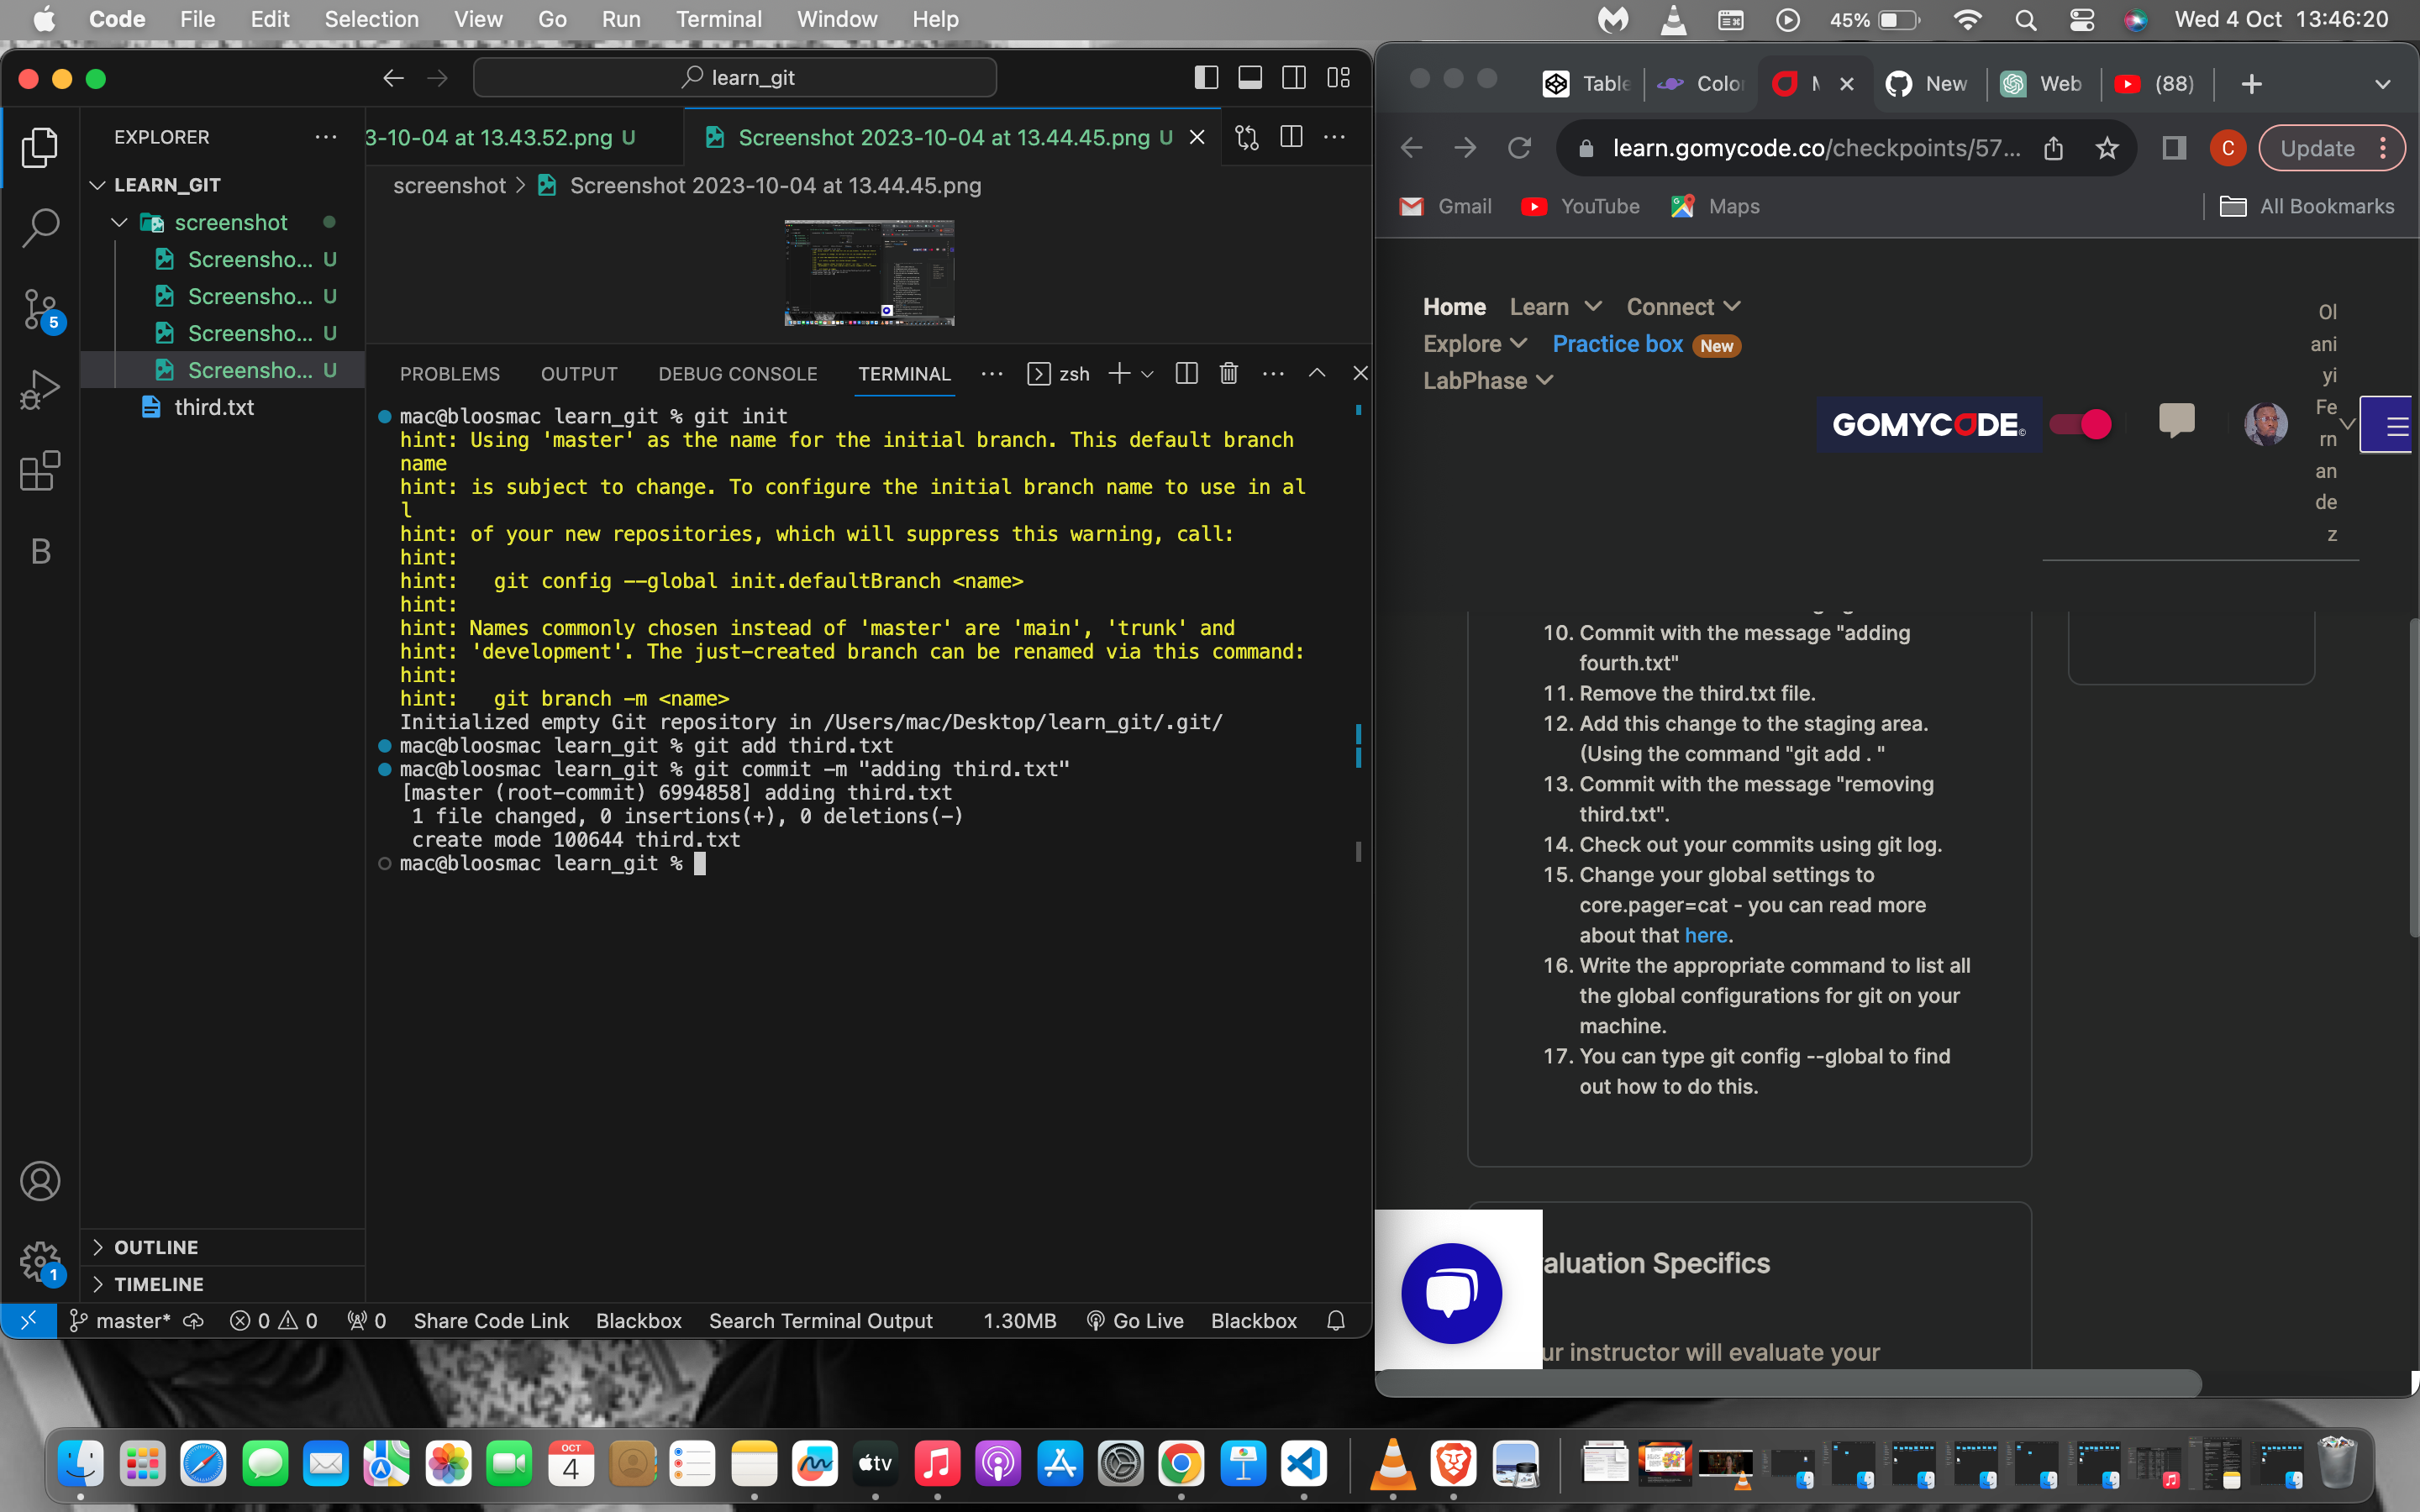 Code File Edit Selection View Go Run Terminal Window Help
45% Wed 4 Oct 13:46:20
learn_git
EXPLORER
LEARN_GIT
screenshot
Screensho... U
Screensho... U
Screensho... U
Screensho... U
third.txt
OUTLINE
TIMELINE
5
B
1
3-10-04 at 13.43.52.png U
Screenshot 2023-10-04 at 13.44.45.png U
screenshot > Screenshot 2023-10-04 at 13.44.45.png
PROBLEMS OUTPUT DEBUG CONSOLE TERMINAL zsh
mac@bloosmac learn_git % git init
hint: Using 'master' as the name for the initial branch. This default branch
name
hint: is subject to change. To configure the initial branch name to use in al
l
hint: of your new repositories, which will suppress this warning, call:
hint:
hint: git config --global init.defaultBranch <name>
hint:
hint: Names commonly chosen instead of 'master' are 'main', 'trunk' and
hint: 'development'. The just-created branch can be renamed via this command:
hint:
hint: git branch -m <name>
Initialized empty Git repository in /Users/mac/Desktop/learn_git/.git/
mac@bloosmac learn_git % git add third.txt
mac@bloosmac learn_git % git commit -m "adding third.txt"
[master (root-commit) 6994858] adding third.txt
1 file changed, 0 insertions(+), 0 deletions(-)
create mode 100644 third.txt
mac@bloosmac learn_git %
master* 0 0 0 Share Code Link Blackbox Search Terminal Output 1.30MB Go Live Blackbox
Table Color M New Web (88)
learn.gomycode.co/checkpoints/57...
C Update
Gmail YouTube Maps All Bookmarks
Home Learn Connect
Explore Practice box New
LabPhase
GOMYCODE
Ol
ani
yi
Fe
rn
an
de
z
10. Commit with the message "adding
fourth.txt"
11. Remove the third.txt file.
12. Add this change to the staging area.
(Using the command "git add . "
13. Commit with the message "removing
third.txt".
14. Check out your commits using git log.
15. Change your global settings to
core.pager=cat - you can read more
about that here.
16. Write the appropriate command to list all
the global configurations for git on your
machine.
17. You can type git config --global to find
out how to do this.
aluation Specifics
ur instructor will evaluate your
OCT
4
tv